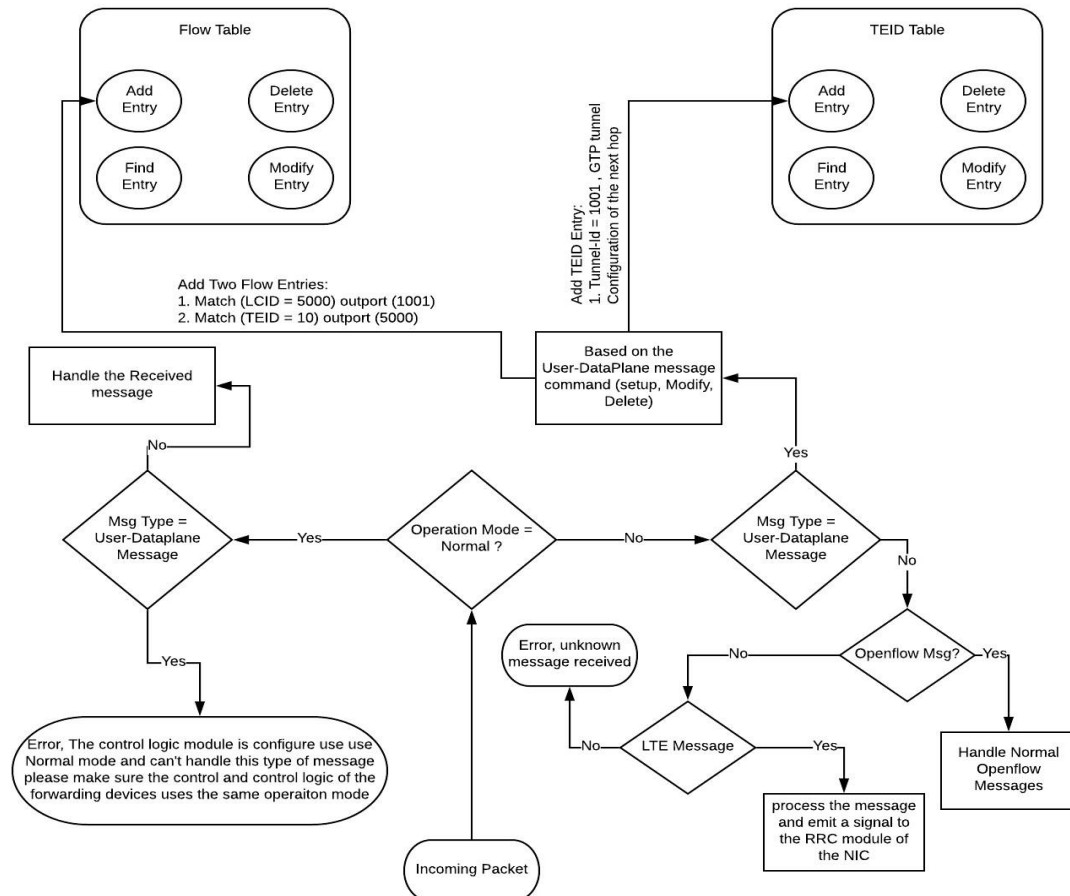 Flow Table
Add
Entry
Delete
Entry
Find
Entry
Modify
Entry
TEID Table
Add
Entry
Delete
Entry
Find
Entry
Modify
Entry
Add TEID Entry:
1. Tunnel-Id = 1001 , GTP tunnel
Configuration of the next hop
Add Two Flow Entries:
1. Match (LCID = 5000) outport (1001)
2. Match (TEID = 10) outport (5000)
Handle the Received
message
Based on the
User-DataPlane message
command (setup, Modify,
Delete)
No
Yes
Msg Type =
User-Dataplane
Message
Yes
Operation Mode =
Normal ?
No
Msg Type =
User-Dataplane
Message
No
Yes
Error, unknown
message received
No
Openflow Msg?
Yes
Error, The control logic module is configure use use
Normal mode and can't handle this type of message
please make sure the control and control logic of the
forwarding devices uses the same operaiton mode
No
LTE Message
Yes
Handle Normal
Openflow
Messages
process the message
and emit a signal to
the RRC module of
the NIC
Incoming Packet